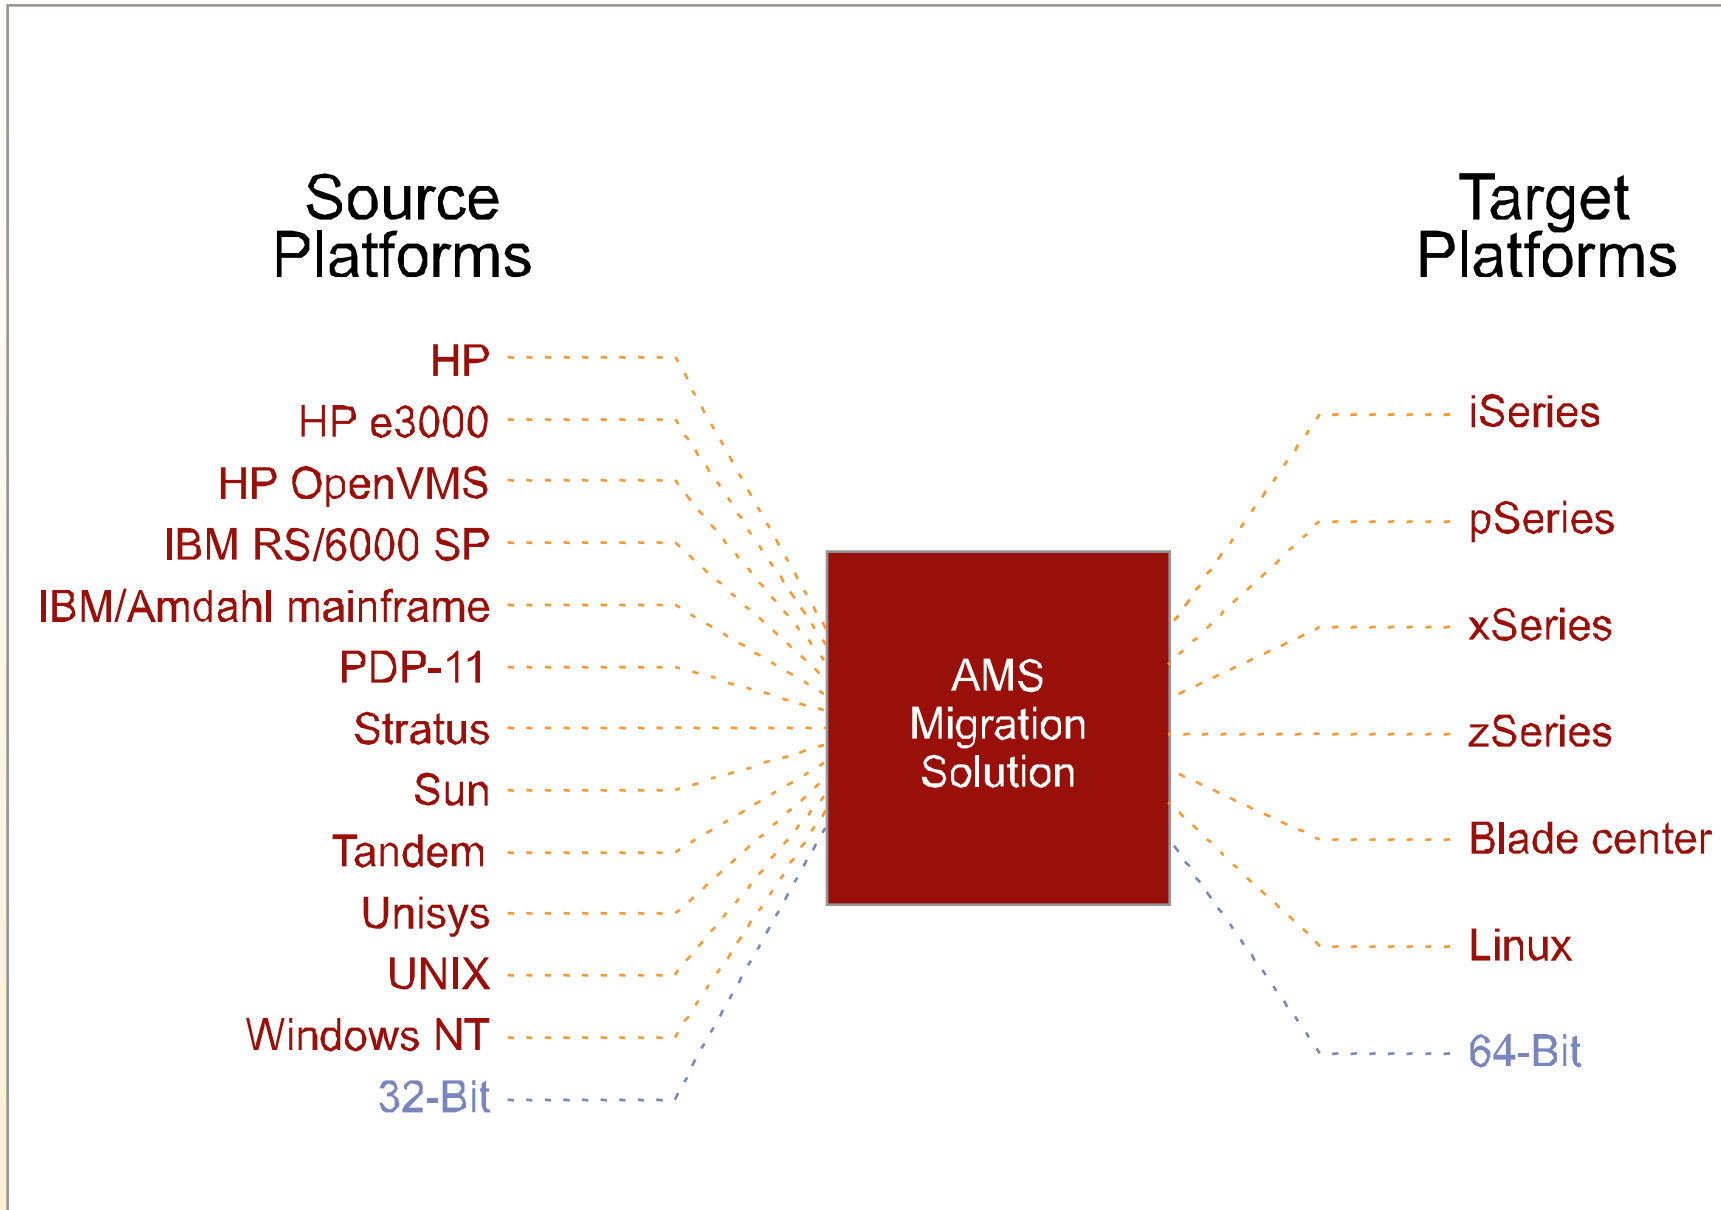 Source
Platforms
HP
HP e3000
HP OpenVMS
IBM RS/6000 SP
IBM/Amdahl mainframe
PDP-11
Stratus
Sun
Tandem
Unisys
UNIX
Windows NT
32-Bit
AMS
Migration
Solution
Target
Platforms
iSeries
pSeries
xSeries
zSeries
Blade center
Linux
64-Bit